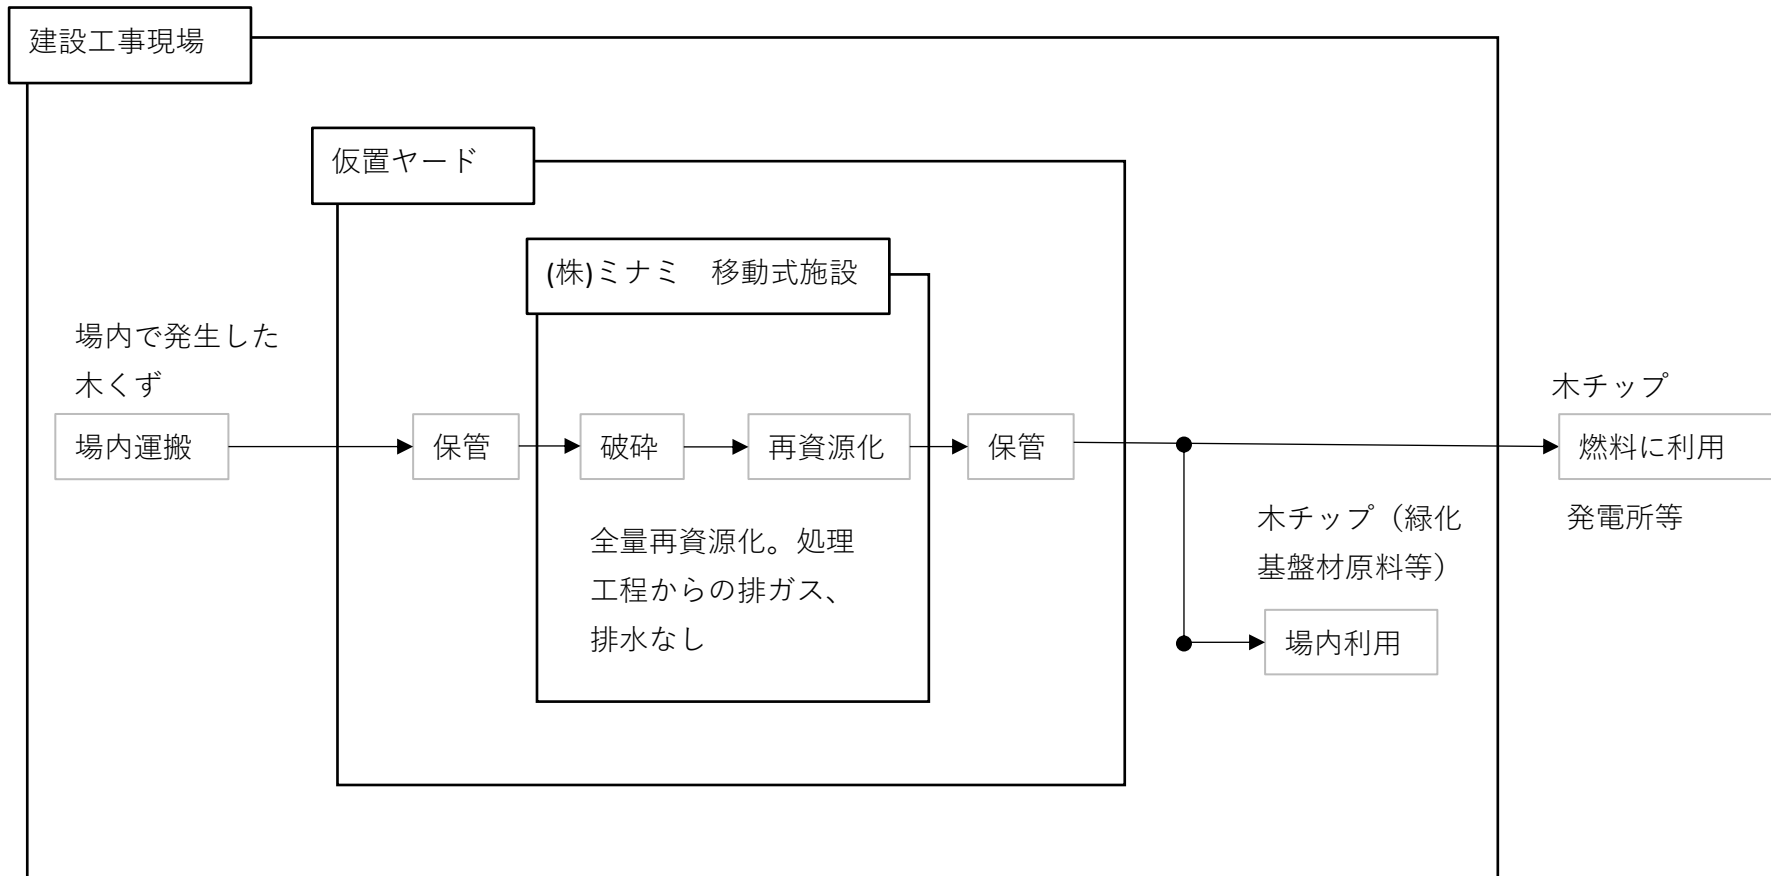 建設工事現場
仮置ヤード
(株)ミナミ　移動式施設
場内で発生した
木くず
場内運搬
保管
破砕
再資源化
保管
全量再資源化。処理
工程からの排ガス、
排水なし
木チップ
燃料に利用
発電所等
木チップ（緑化
基盤材原料等）
場内利用